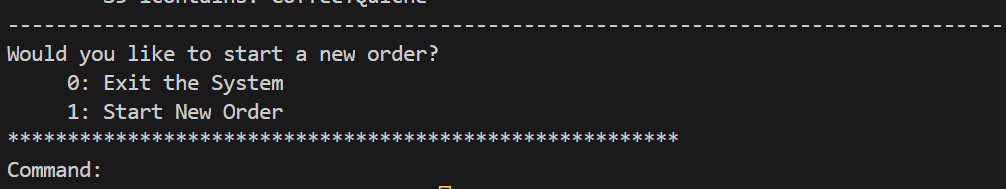 ---------------------------------------------------------------------------------
Would you like to start a new order?
0: Exit the System
1: Start New Order
********************************************************
Command: